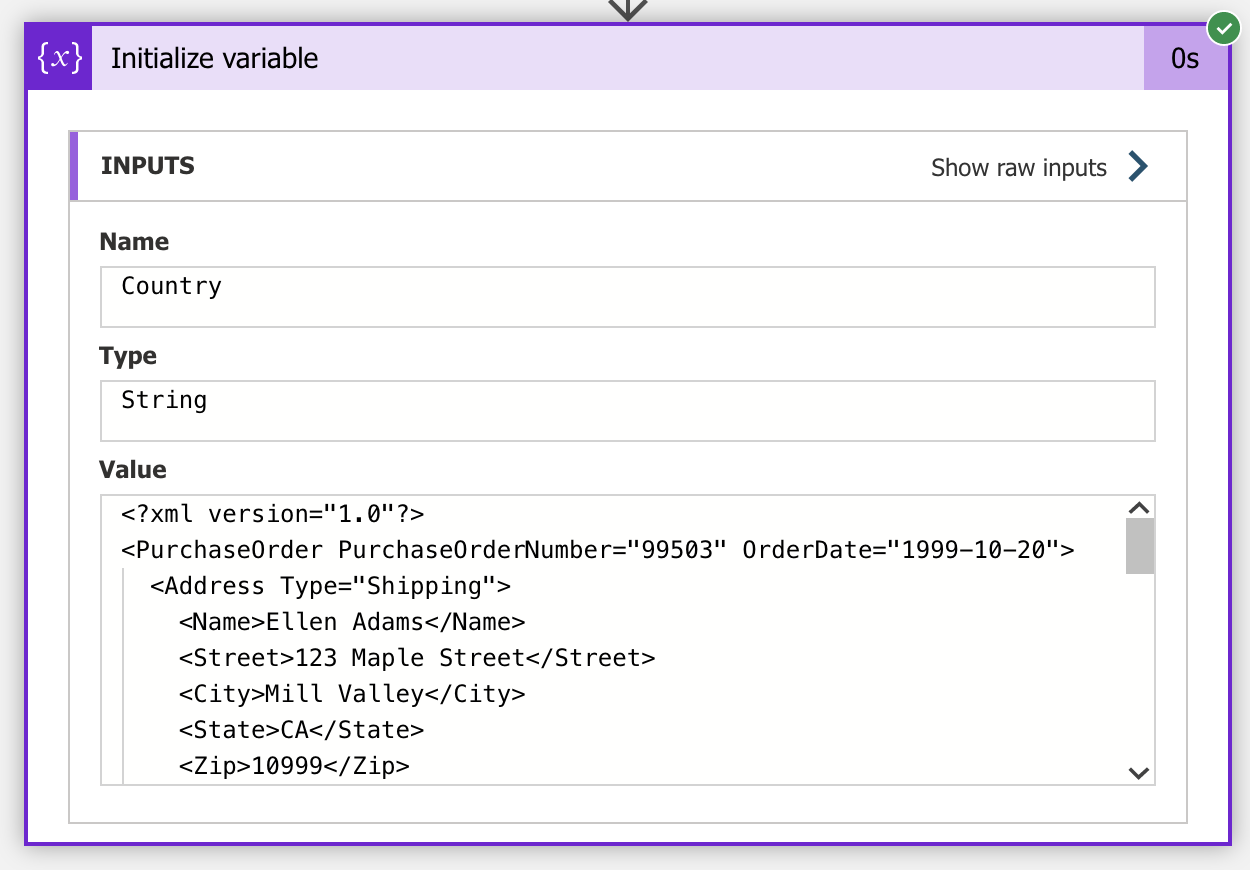 {x} Initialize variable 0s
INPUTS Show raw inputs
Name
Country
Type
String
Value
<?xml version="1.0"?>
<PurchaseOrder PurchaseOrderNumber="99503" OrderDate="1999-10-20">
<Address Type="Shipping">
<Name>Ellen Adams</Name>
<Street>123 Maple Street</Street>
<City>Mill Valley</City>
<State>CA</State>
<Zip>10999</Zip>